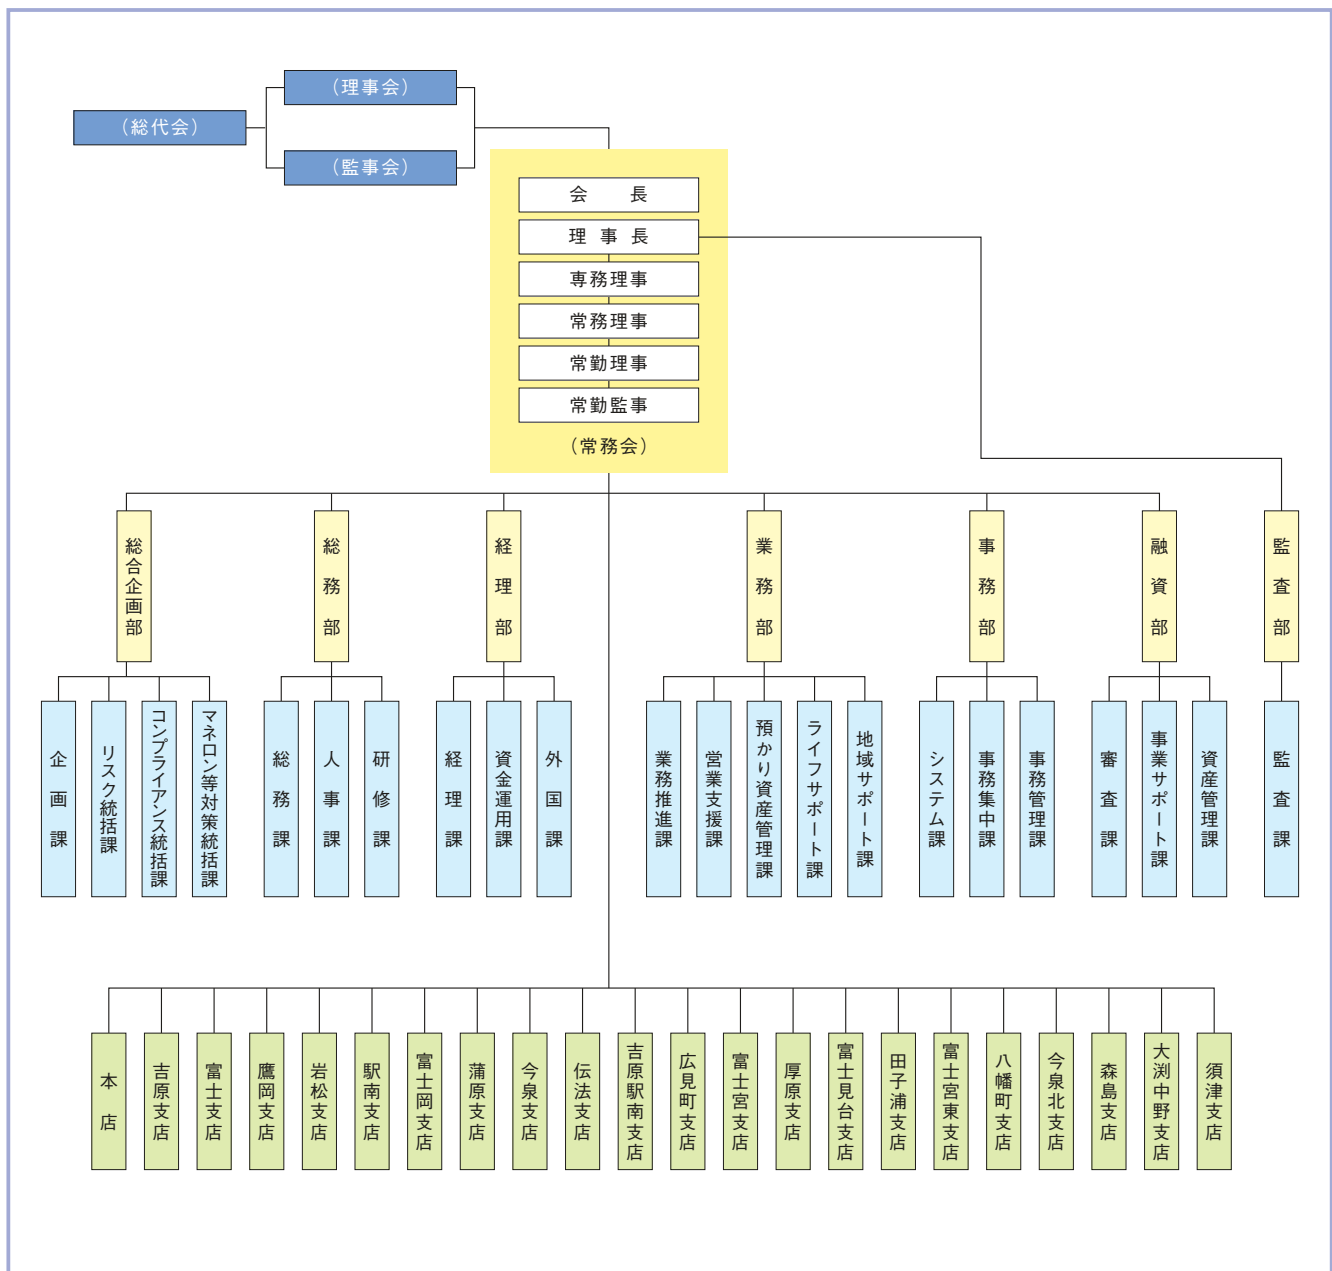 （理事会）
（総代会）
（監事会）
会長
理事長
専務理事
常務理事
常勤理事
常勤監事
（常務会）
総合企画部
総務部
経理部
業務部
事務部
融資部
監査部
企画課
リスク統括課
コンプライアンス統括課
マネロン等対策統括課
総務課
人事課
研修課
経理課
資金運用課
外国課
業務推進課
営業支援課
預かり資産管理課
ライフサポート課
地域サポート課
システム課
事務集中課
事務管理課
審査課
事業サポート課
資産管理課
監査課
本店
吉原支店
富士支店
鷹岡支店
岩松支店
駅南支店
富士岡支店
蒲原支店
今泉支店
伝法支店
吉原駅南支店
広見町支店
富士宮支店
厚原支店
富士見台支店
田子浦支店
富士宮東支店
八幡町支店
今泉北支店
森島支店
大渕中野支店
須津支店